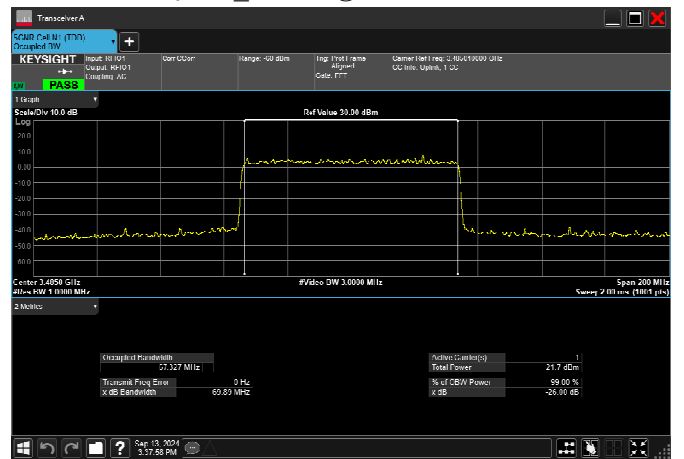 Transceiver A
5GNR Cell N1 (TDD)
Occupied BW
KEYSIGHT
Input: RFIO1
Output: RFIO1
Coupling: AC
Corr CCorr
Range: -60 dBm
Trig: Prot Frame
Aligned
Gate: FFT
Carrier Ref Freq: 3.485010000 GHz
CC Info: Uplink, 1 CC
PASS
1 Graph
Scale/Div 10.0 dB
Ref Value 30.00 dBm
Log
20.0
10.0
0.00
-10.0
-20.0
-30.0
-40.0
-50.0
-60.0
Center 3.4850 GHz
#Video BW 3.0000 MHz
Span 200 MHz
#Res BW 1.0000 MHz
Sweep 2.00 ms (1001 pts)
2 Metrics
Occupied Bandwidth
67.327 MHz
Active Carrier(s) 1
Total Power 21.7 dBm
Transmit Freq Error 0 Hz
% of OBW Power 99.00 %
x dB Bandwidth 69.89 MHz
x dB -26.00 dB
Sep 13, 2024
3:37:58 PM